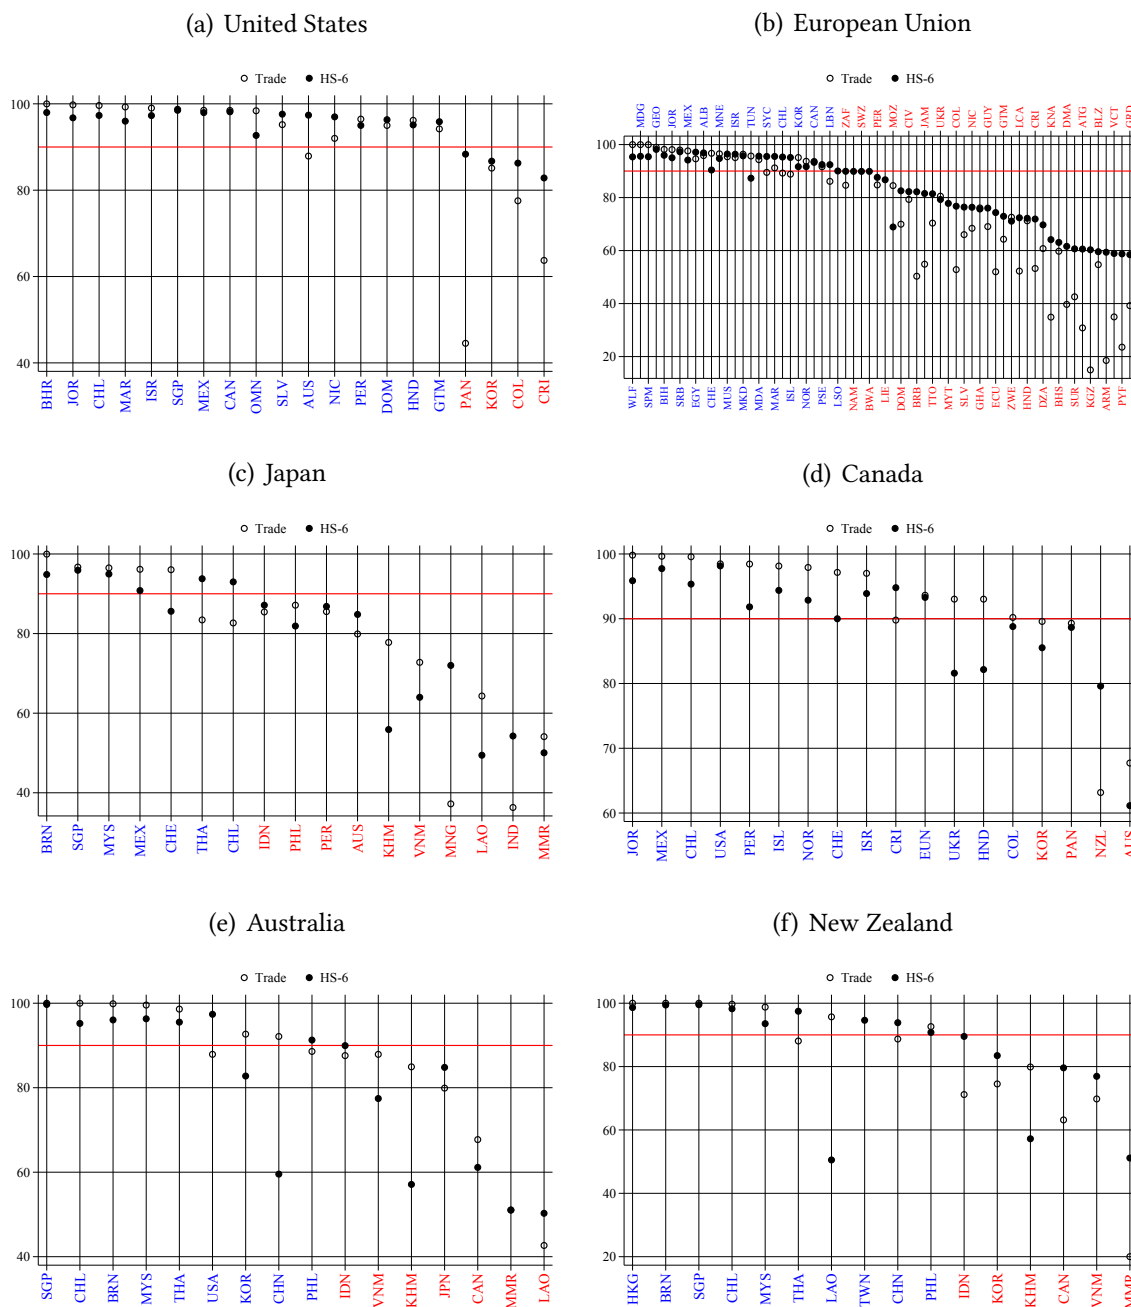 (a) United States
Trade HS-6
100
80
60
40
BHR JOR CHL MAR ISR SGP MEX CAN OMN SLV AUS NIC PER DOM HND GTM PAN KOR COL CRI
(b) European Union
Trade HS-6
MDG GEO JOR MEX ALB MNE ISR TUN SYC CHL KOR CAN LBN ZAF SWZ PER MOZ CIV JAM UKR COL NIC GUY GTM LCA CRI KNA DMA ATG BLZ VCT GRD
100
80
60
40
20
WLF SPM BIH SRB EGY CHE MUS MKD MDA MAR ISL NOR PSE LSO NAM BWA LIE DOM BRB TTO MYT SLV GHA ECU ZWE HND DZA BHS SUR KGZ ARM PYF
(c) Japan
Trade HS-6
100
80
60
40
BRN SGP MYS MEX CHE THA CHL IDN PHL PER AUS KHM VNM MNG LAO IND MMR
(d) Canada
Trade HS-6
100
90
80
70
60
JOR MEX CHL USA PER ISL NOR CHE ISR CRI EUN UKR HND COL KOR PAN NZL AUS
(e) Australia
Trade HS-6
100
80
60
40
SGP CHL BRN MYS THA USA KOR CHN PHL IDN VNM KHM JPN CAN MMR LAO
(f) New Zealand
Trade HS-6
100
80
60
40
20
HKG BRN SGP CHL MYS THA LAO TWN CHN PHL IDN KOR KHM CAN VNM MMR